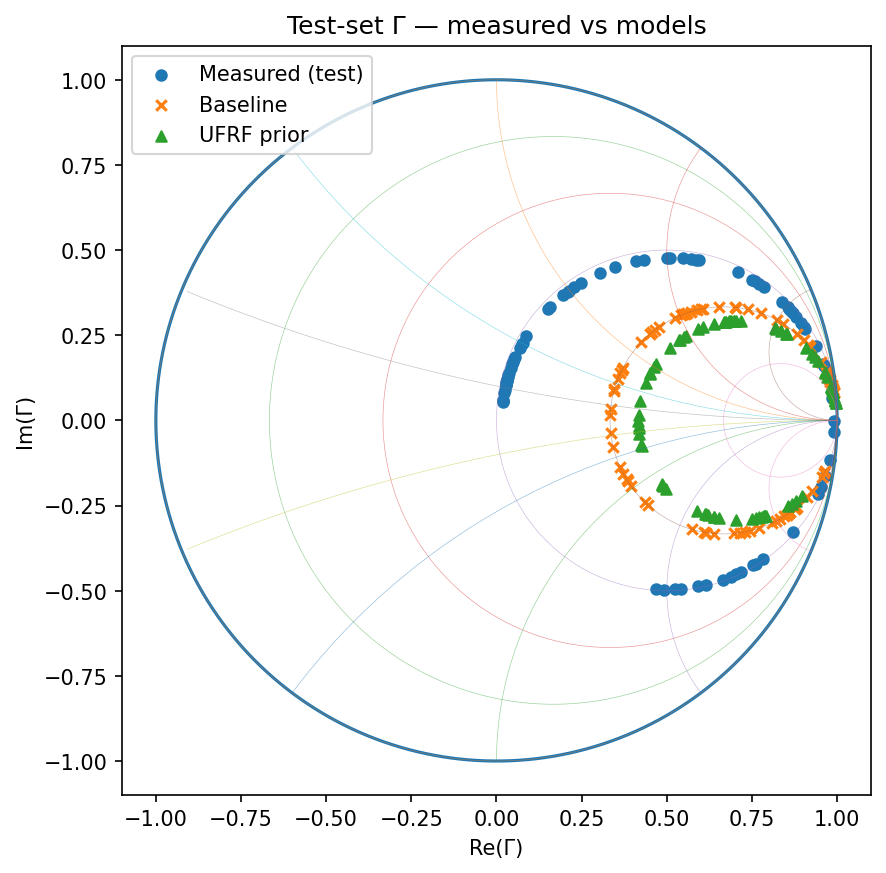 Test-set Γ — measured vs models
Measured (test)
Baseline
UFRF prior
1.00
0.75
0.50
0.25
0.00
−0.25
−0.50
−0.75
−1.00
Im(Γ)
−1.00 −0.75 −0.50 −0.25 0.00 0.25 0.50 0.75 1.00
Re(Γ)